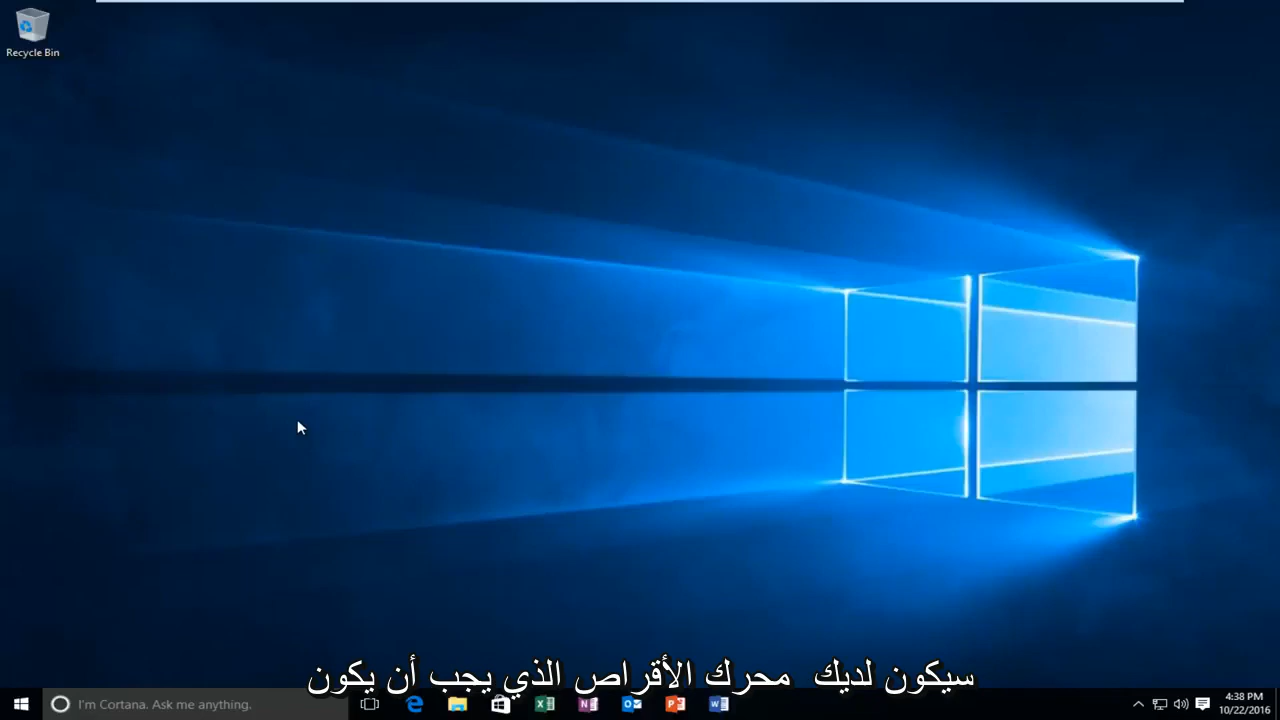 Recycle Bin
سيكون لديك محرك الأقراص الذي يجب أن يكون
I'm Cortana. Ask me anything.
4:38 PM
10/22/2016